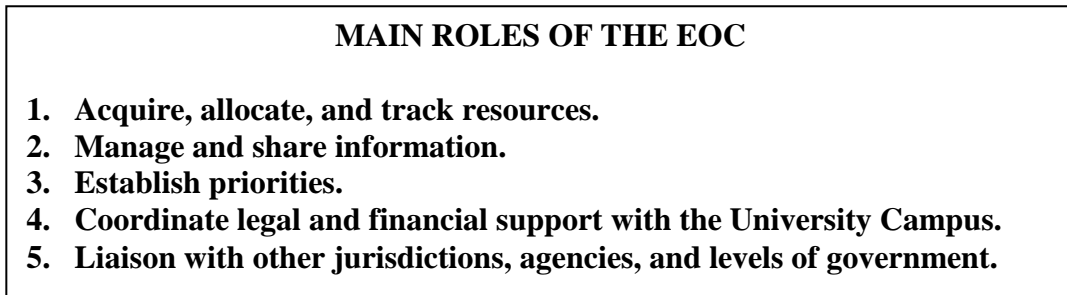 MAIN ROLES OF THE EOC
1. Acquire, allocate, and track resources.
2. Manage and share information.
3. Establish priorities.
4. Coordinate legal and financial support with the University Campus.
5. Liaison with other jurisdictions, agencies, and levels of government.